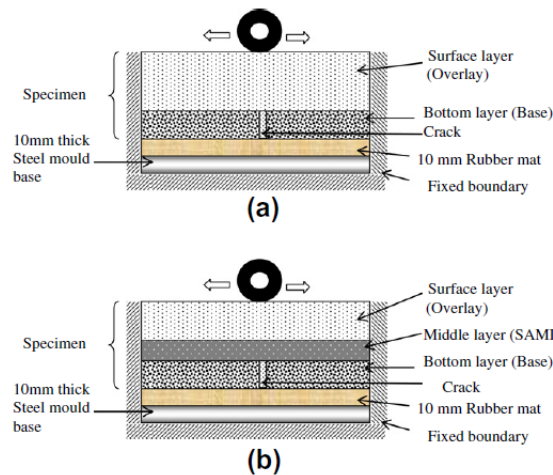 Surface layer
(Overlay)
Specimen
Bottom layer (Base)
Crack
10mm thick
Steel mould
base
10 mm Rubber mat
Fixed boundary
(a)
Surface layer
(Overlay)
Middle layer (SAMI
Specimen
Bottom layer (Base)
Crack
10mm thick
Steel mould
base
10 mm Rubber mat
Fixed boundary
(b)